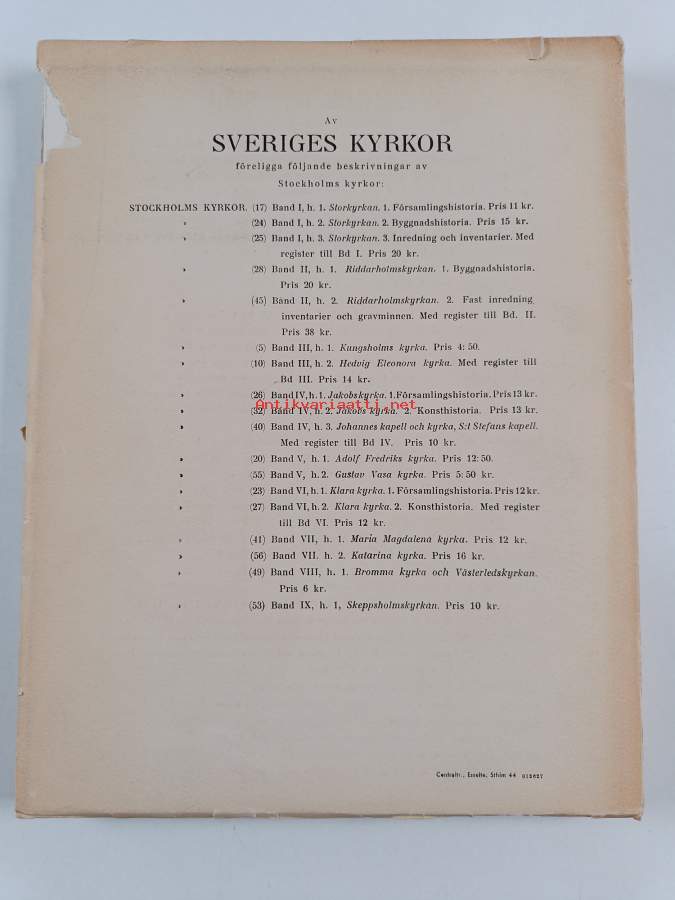 Av
SVERIGES KYRKOR
föreligga följande beskrivningar av
Stockholms kyrkor:
STOCKHOLMS KYRKOR. (17) Band I, h. 1. Storkyrkan. 1. Församlingshistoria. Pris 11 kr.
» (24) Band I, h. 2. Storkyrkan. 2. Byggnadshistoria. Pris 15 kr.
» (25) Band I, h. 3. Storkyrkan. 3. Inredning och inventarier. Med
register till Bd I. Pris 20 kr.
» (28) Band II, h. 1. Riddarholmskyrkan. 1. Byggnadshistoria.
Pris 20 kr.
» (45) Band II, h. 2. Riddarholmskyrkan. 2. Fast inredning
inventarier och gravminnen. Med register till Bd. II.
Pris 38 kr.
» (5) Band III, h. 1. Kungsholms kyrka. Pris 4: 50.
» (10) Band III, h. 2. Hedvig Eleonora kyrka. Med register till
Bd III. Pris 14 kr.
» (26) Band IV, h. 1. Jakobs kyrka. 1. Församlingshistoria. Pris 13 kr.
Antikvariaatti.net
» (32) Band IV, h. 2. Jakobs kyrka. 2. Konsthistoria. Pris 13 kr.
» (40) Band IV, h. 3. Johannes kapell och kyrka, S:t Stefans kapell.
Med register till Bd IV. Pris 10 kr.
» (20) Band V, h. 1. Adolf Fredriks kyrka. Pris 12: 50.
» (55) Band V, h. 2. Gustav Vasa kyrka. Pris 5: 50 kr.
» (23) Band VI, h. 1. Klara kyrka. 1. Församlingshistoria. Pris 12 kr.
» (27) Band VI, h. 2. Klara kyrka. 2. Konsthistoria. Med register
till Bd VI. Pris 12 kr.
» (41) Band VII, h. 1. Maria Magdalena kyrka. Pris 12 kr.
» (56) Band VII. h. 2. Katarina kyrka. Pris 16 kr.
» (49) Band VIII, h. 1. Bromma kyrka och Västerledskyrkan.
Pris 6 kr.
» (53) Band IX, h. 1, Skeppsholmskyrkan. Pris 10 kr.
Centraltr., Esselte, Sthlm 44 015627